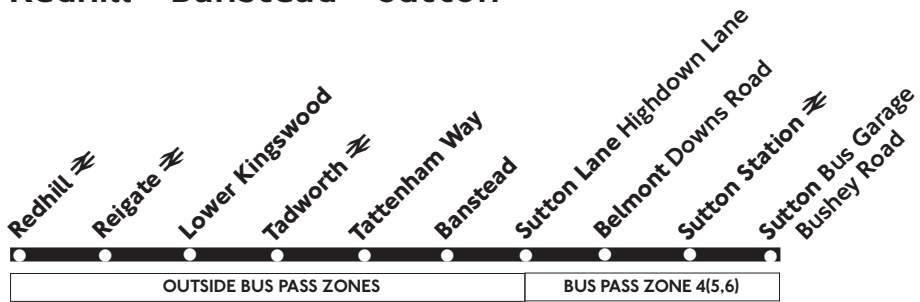 Redhill - Banstead - Sutton
Redhill
Reigate
Lower Kingswood
Tadworth
Tattenham Way
Banstead
Sutton Lane Highdown Lane
Belmont Downs Road
Sutton Station
Sutton Bus Garage
Bushey Road
OUTSIDE BUS PASS ZONES
BUS PASS ZONE 4(5,6)